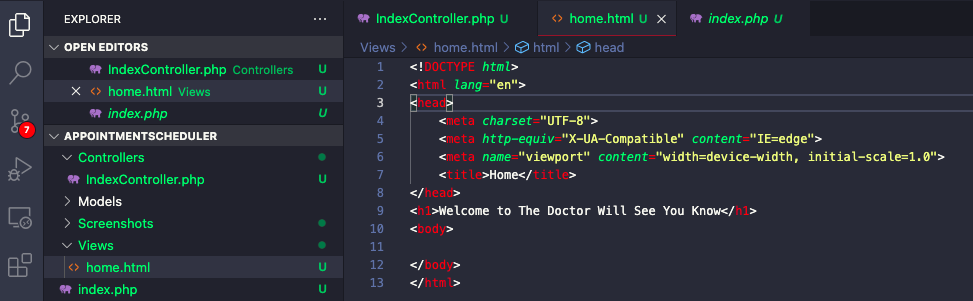 EXPLORER ···
OPEN EDITORS
IndexController.php Controllers U
home.html Views U
index.php U
7
APPOINTMENTSCHEDULER
Controllers
IndexController.php U
Models
Screenshots
Views
home.html U
index.php U
IndexController.php U home.html U index.php U
Views > home.html > html > head
1 <!DOCTYPE html>
2 <html lang="en">
3 <head>
4 <meta charset="UTF-8">
5 <meta http-equiv="X-UA-Compatible" content="IE=edge">
6 <meta name="viewport" content="width=device-width, initial-scale=1.0">
7 <title>Home</title>
8 </head>
9 <h1>Welcome to The Doctor Will See You Know</h1>
10 <body>
11
12 </body>
13 </html>